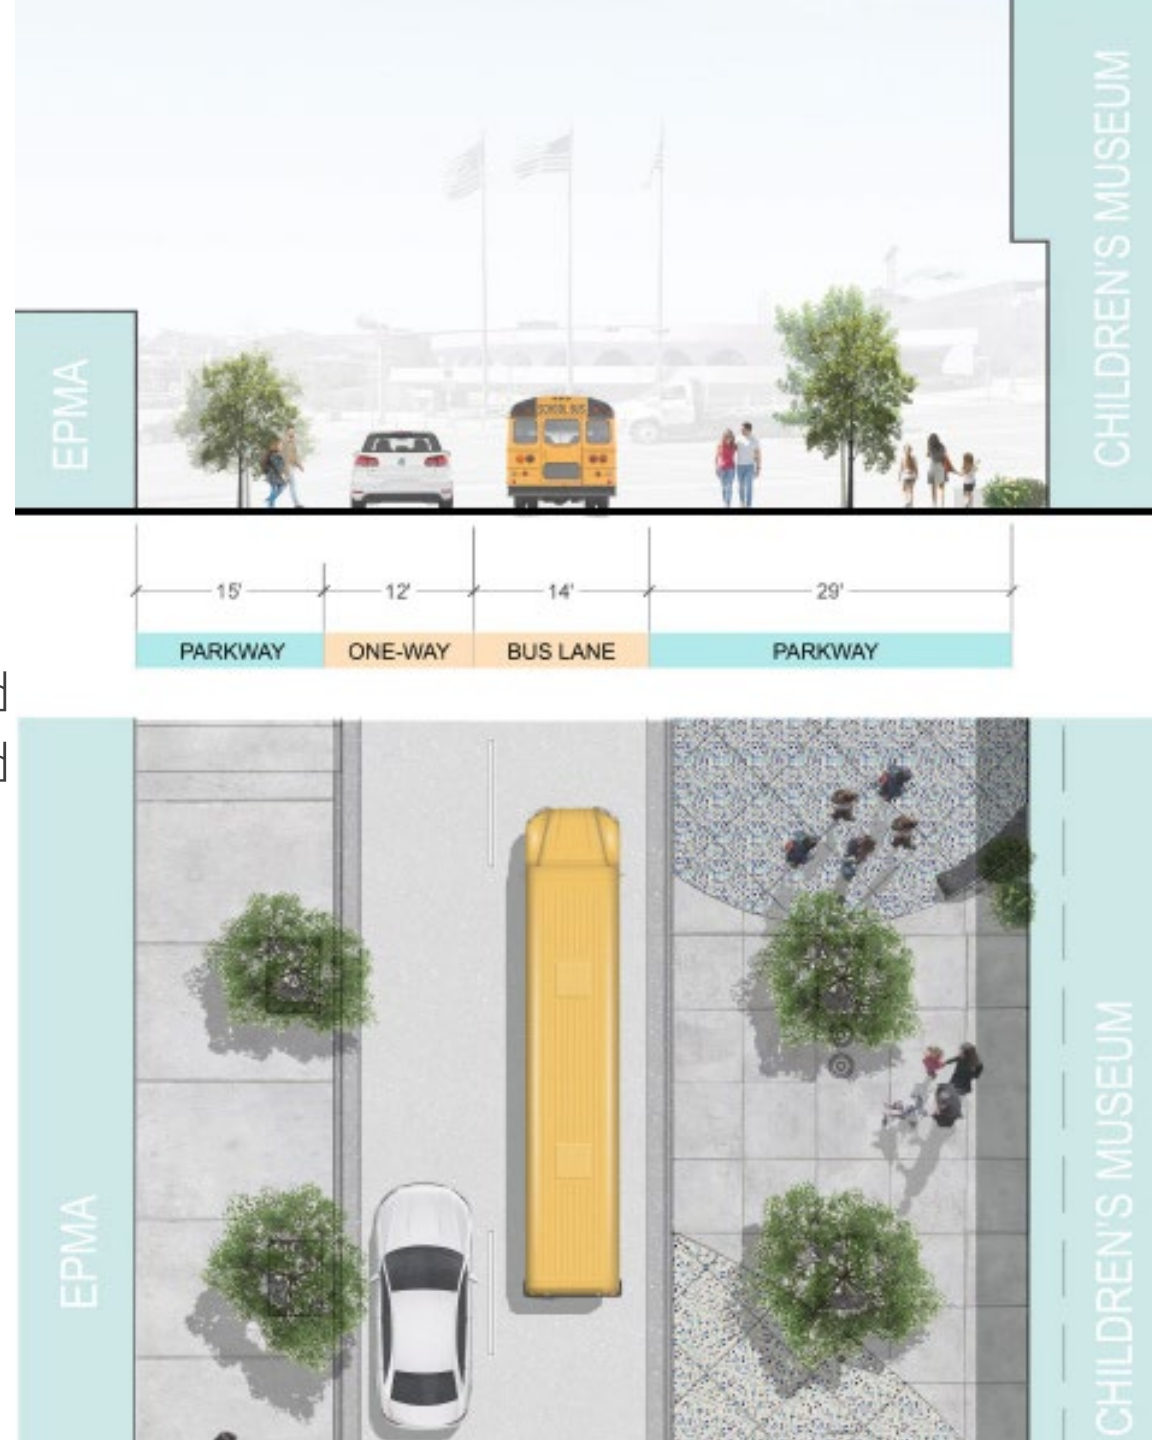 CHILDREN'S MUSEUM
EPMA
SCHOOL BUS
15' 12' 14' 29'
PARKWAY ONE-WAY BUS LANE PARKWAY
d
d
EPMA
CHILDREN'S MUSEUM